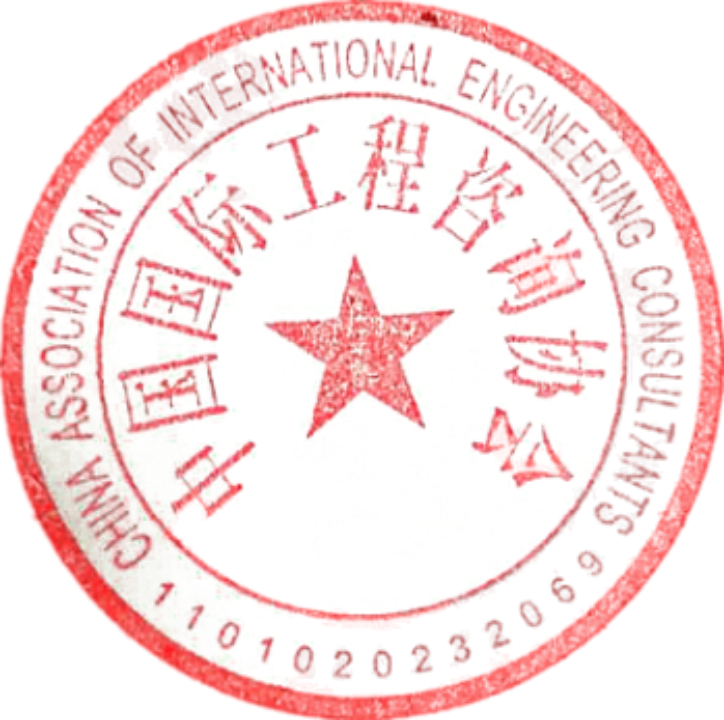 CHINA ASSOCIATION OF INTERNATIONAL ENGINEERING CONSULTANTS
中国国际工程咨询协会
1101020232069